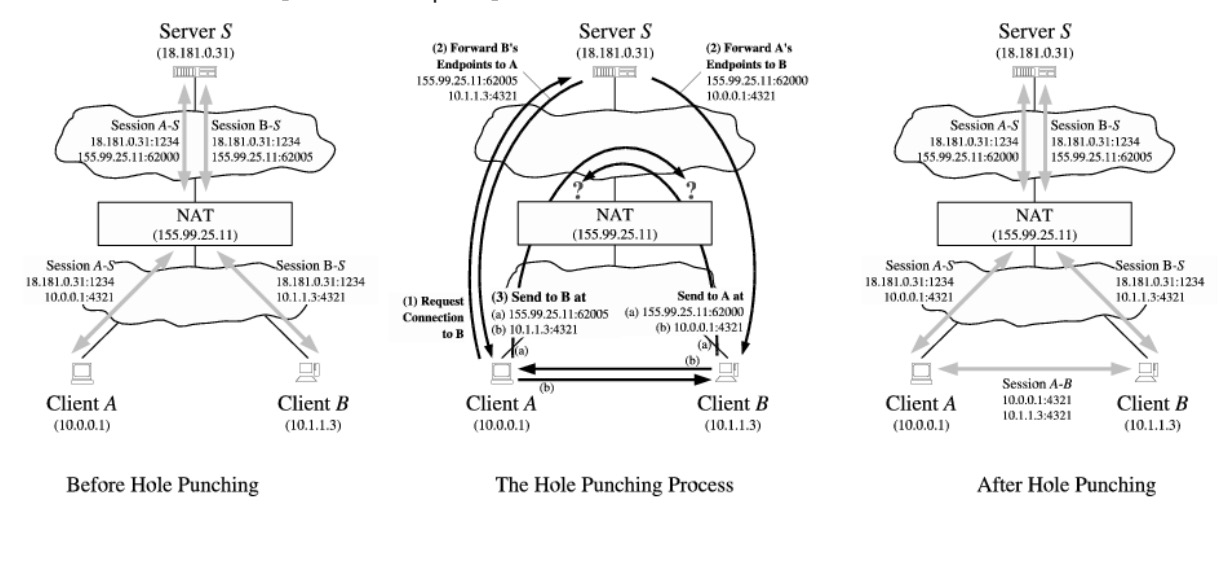 Server S
(18.181.0.31)
Session A-S
18.181.0.31:1234
155.99.25.11:62000
Session B-S
18.181.0.31:1234
155.99.25.11:62005
NAT
(155.99.25.11)
Session A-S
18.181.0.31:1234
10.0.0.1:4321
Session B-S
18.181.0.31:1234
10.1.1.3:4321
Client A
(10.0.0.1)
Client B
(10.1.1.3)
Before Hole Punching
Server S
(18.181.0.31)
(2) Forward B's
Endpoints to A
155.99.25.11:62005
10.1.1.3:4321
(2) Forward A's
Endpoints to B
155.99.25.11:62000
10.0.0.1:4321
?
?
NAT
(155.99.25.11)
(1) Request
Connection
to B
(3) Send to B at
(a) 155.99.25.11:62005
(b) 10.1.1.3:4321
Send to A at
(a) 155.99.25.11:62000
(b) 10.0.0.1:4321
(a)
(a)
(b)
(b)
Client A
(10.0.0.1)
Client B
(10.1.1.3)
The Hole Punching Process
Server S
(18.181.0.31)
Session A-S
18.181.0.31:1234
155.99.25.11:62000
Session B-S
18.181.0.31:1234
155.99.25.11:62005
NAT
(155.99.25.11)
Session A-S
18.181.0.31:1234
10.0.0.1:4321
Session B-S
18.181.0.31:1234
10.1.1.3:4321
Session A-B
10.0.0.1:4321
10.1.1.3:4321
Client A
(10.0.0.1)
Client B
(10.1.1.3)
After Hole Punching